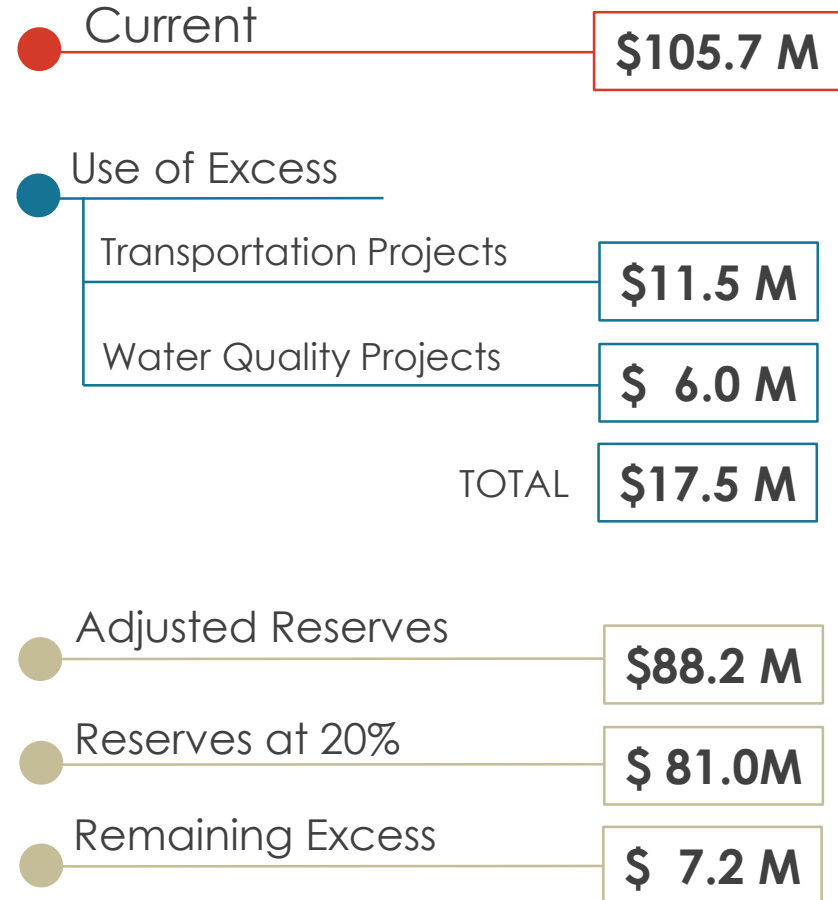 Current
$105.7 M
Use of Excess
Transportation Projects
$11.5 M
Water Quality Projects
$ 6.0 M
TOTAL $17.5 M
Adjusted Reserves
$88.2 M
Reserves at 20%
$ 81.0M
Remaining Excess
$ 7.2 M